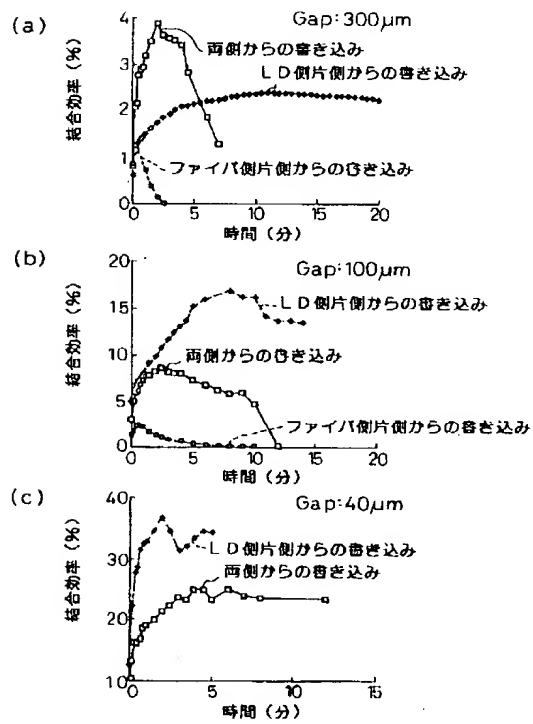 (a)
Gap:300μm
結合効率 (%)
4
3
2
1
0
両側からの書き込み
LD側片側からの書き込み
ファイバ側片側からの書き込み
0
5
10
15
20
時間 (分)
(b)
Gap:100μm
結合効率 (%)
20
15
10
5
0
LD側片側からの書き込み
両側からの書き込み
ファイバ側片側からの書き込み
0
5
10
15
20
時間 (分)
(c)
Gap:40μm
結合効率 (%)
40
30
20
10
LD側片側からの書き込み
両側からの書き込み
0
5
10
15
時間 (分)